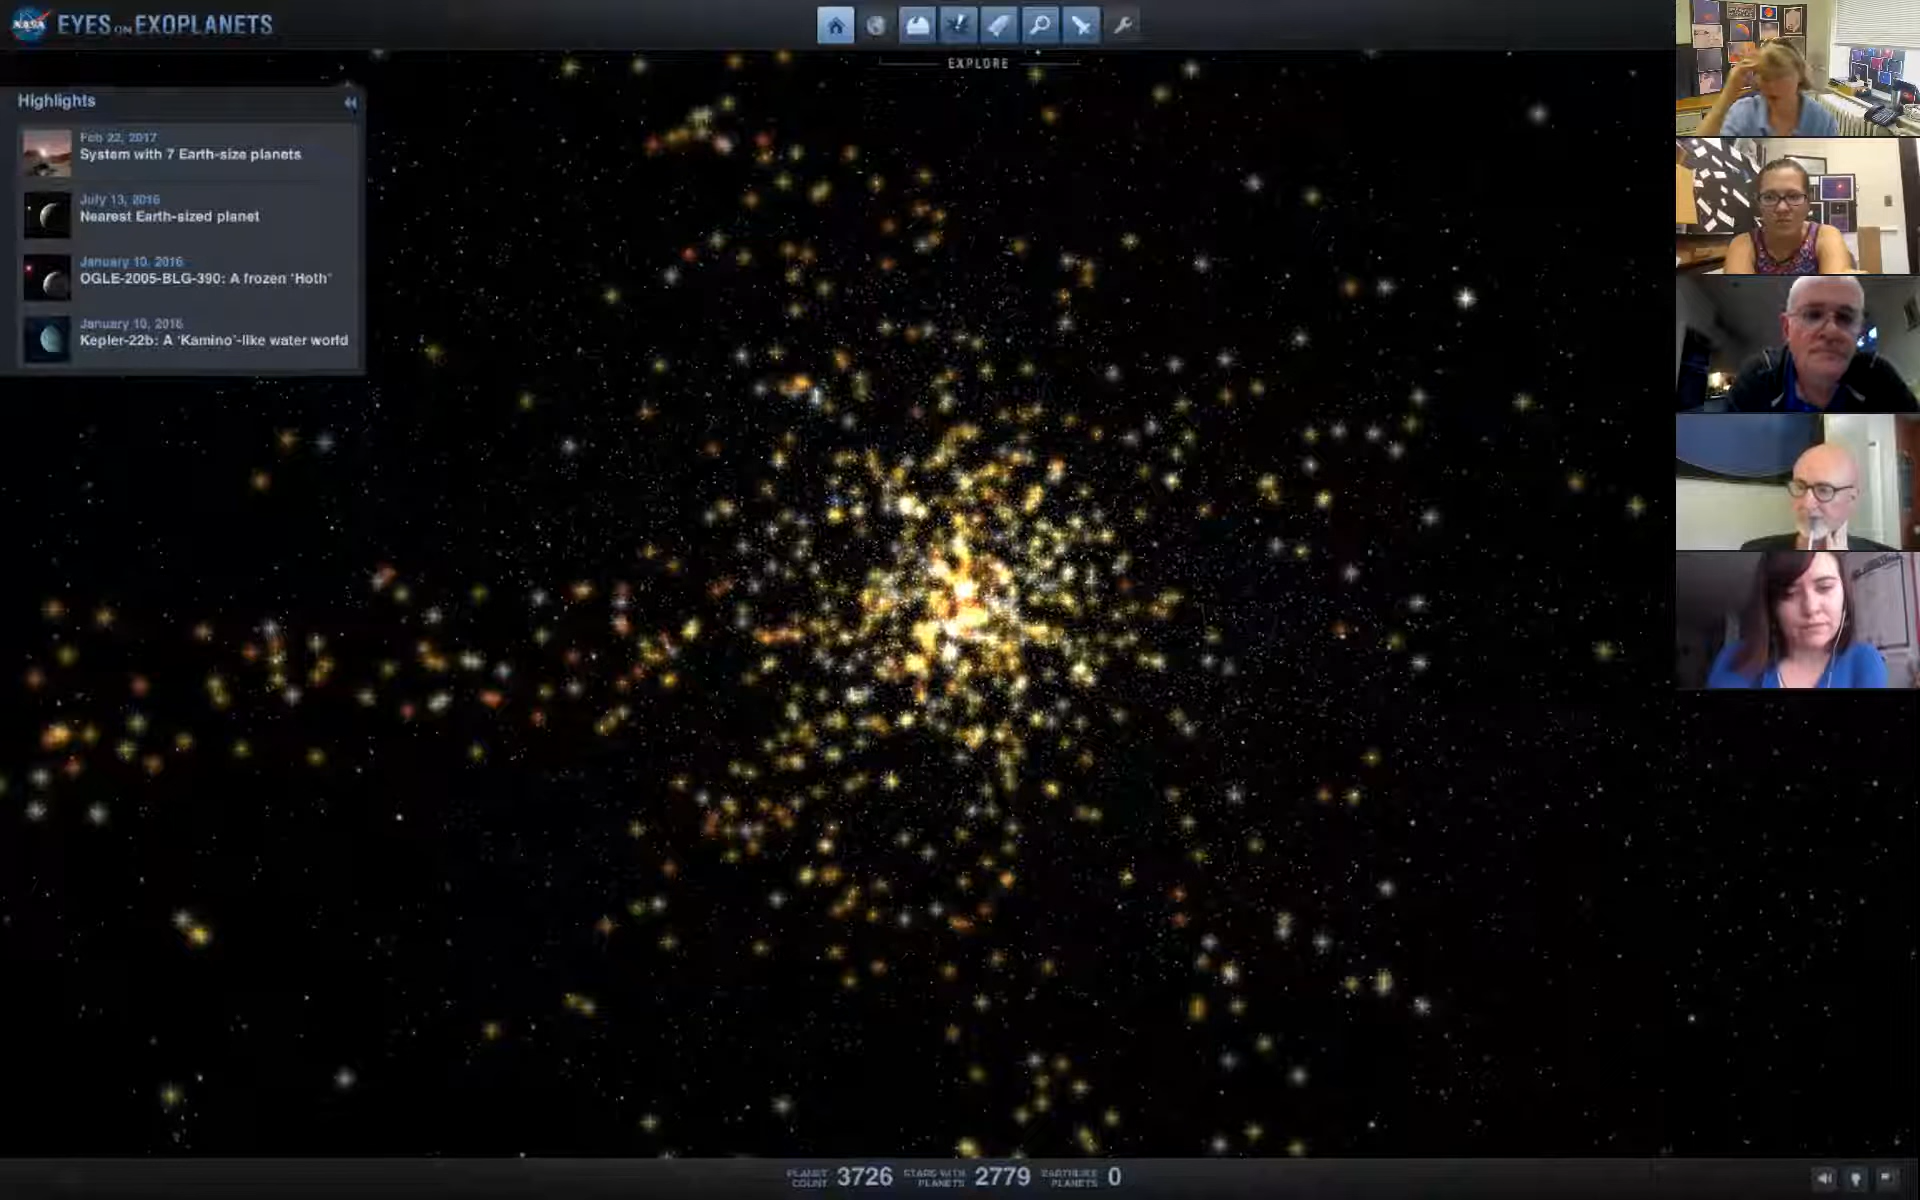 NASA EYES ON EXOPLANETS
EXPLORE
Highlights
Feb 22, 2017
System with 7 Earth-size planets
July 13, 2016
Nearest Earth-sized planet
January 10, 2016
OGLE-2005-BLG-390: A frozen 'Hoth'
January 10, 2016
Kepler-22b: A 'Kamino'-like water world
PLANET COUNT 3726 STARS WITH PLANETS 2779 EARTHLIKE PLANETS 0